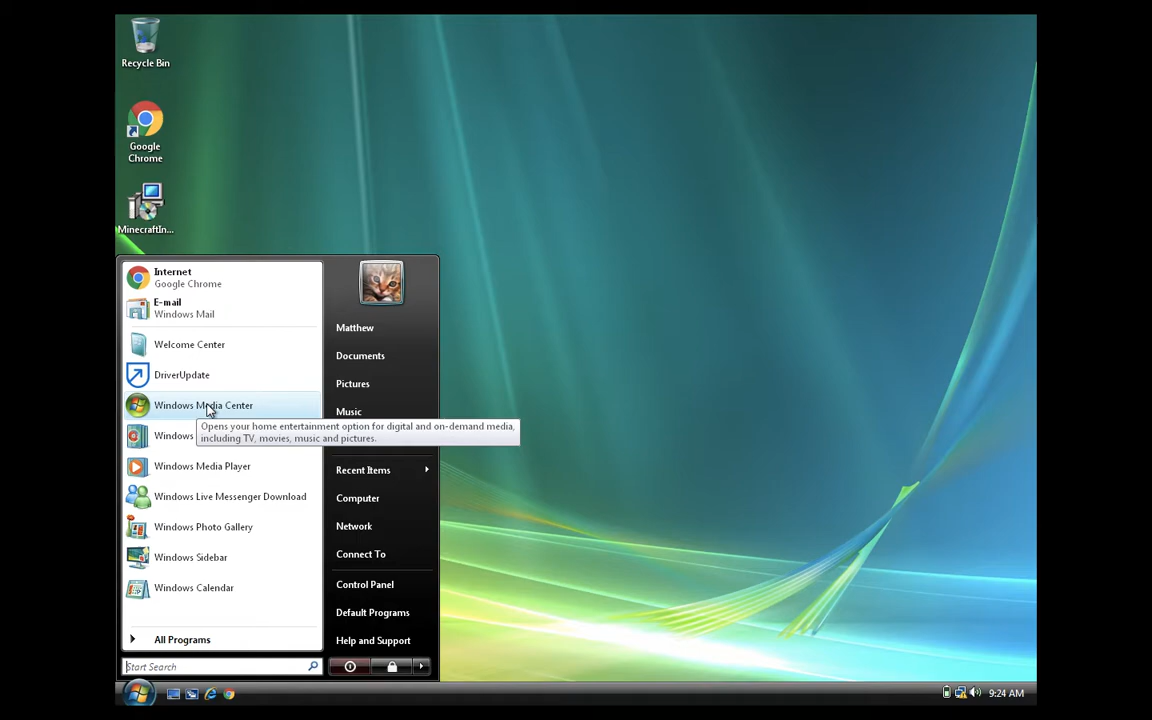 Recycle Bin
Google
Chrome
MinecraftIn...
Internet
Google Chrome
E-mail
Windows Mail
Welcome Center
DriverUpdate
Windows Media Center
Windows
Windows Media Player
Windows Live Messenger Download
Windows Photo Gallery
Windows Sidebar
Windows Calendar
All Programs
Start Search
Matthew
Documents
Pictures
Music
Opens your home entertainment option for digital and on-demand media,
including TV, movies, music and pictures.
Recent Items
Computer
Network
Connect To
Control Panel
Default Programs
Help and Support
9:24 AM